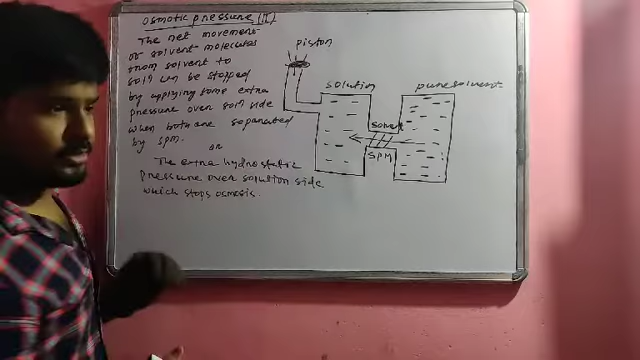 osmotic pressure (π)
The net movement
of solvent molecules
from solvent to
solⁿ can be stopped
by applying some extra
pressure over solⁿ side
when both are separated
by spm.
or
The extra hydrostatic
pressure over solution side
which stops osmosis.
piston
solution
pure solvent
solvent
SPM